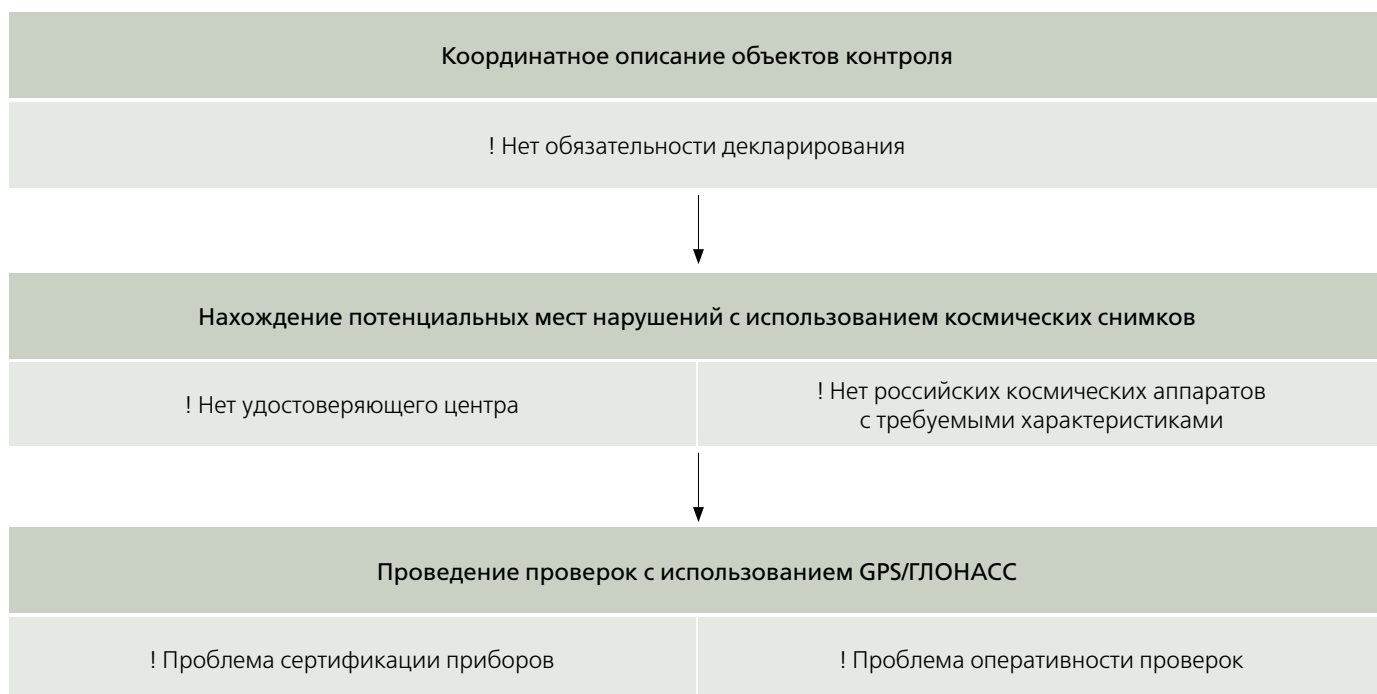 Координатное описание объектов контроля
! Нет обязательности декларирования
Нахождение потенциальных мест нарушений с использованием космических снимков
! Нет удостоверяющего центра
! Нет российских космических аппаратов
с требуемыми характеристиками
Проведение проверок с использованием GPS/ГЛОНАСС
! Проблема сертификации приборов
! Проблема оперативности проверок